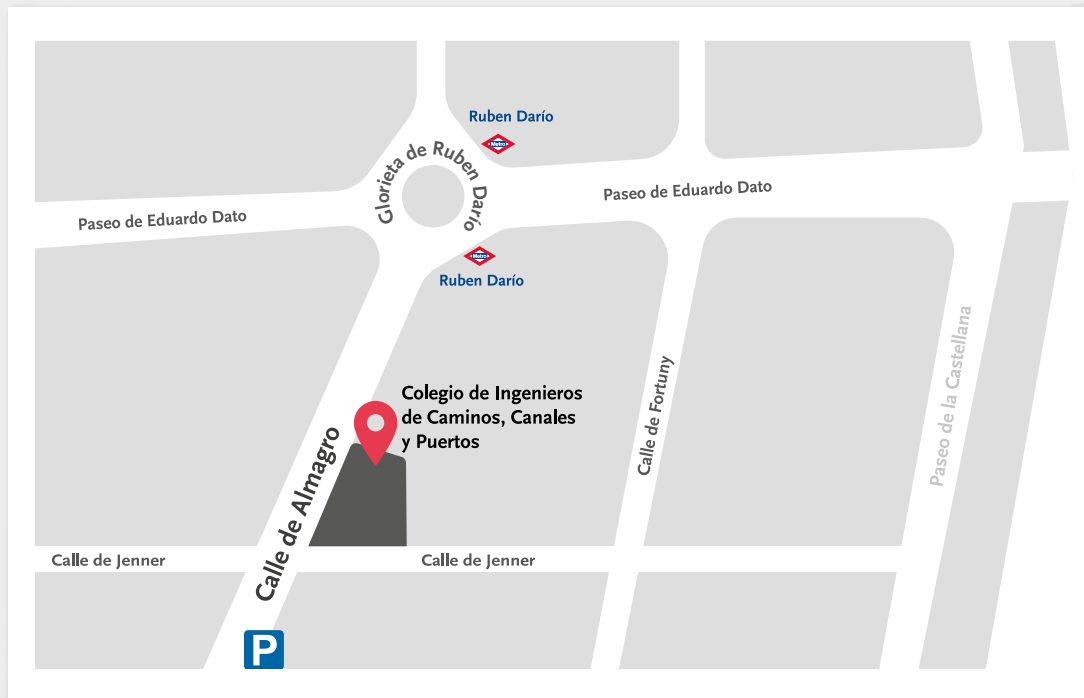 Ruben Darío
Metro
Glorieta de Ruben Darío
Paseo de Eduardo Dato
Paseo de Eduardo Dato
Metro
Ruben Darío
Colegio de Ingenieros
de Caminos, Canales
y Puertos
Calle de Almagro
Calle de Fortuny
Paseo de la Castellana
Calle de Jenner
Calle de Jenner
P